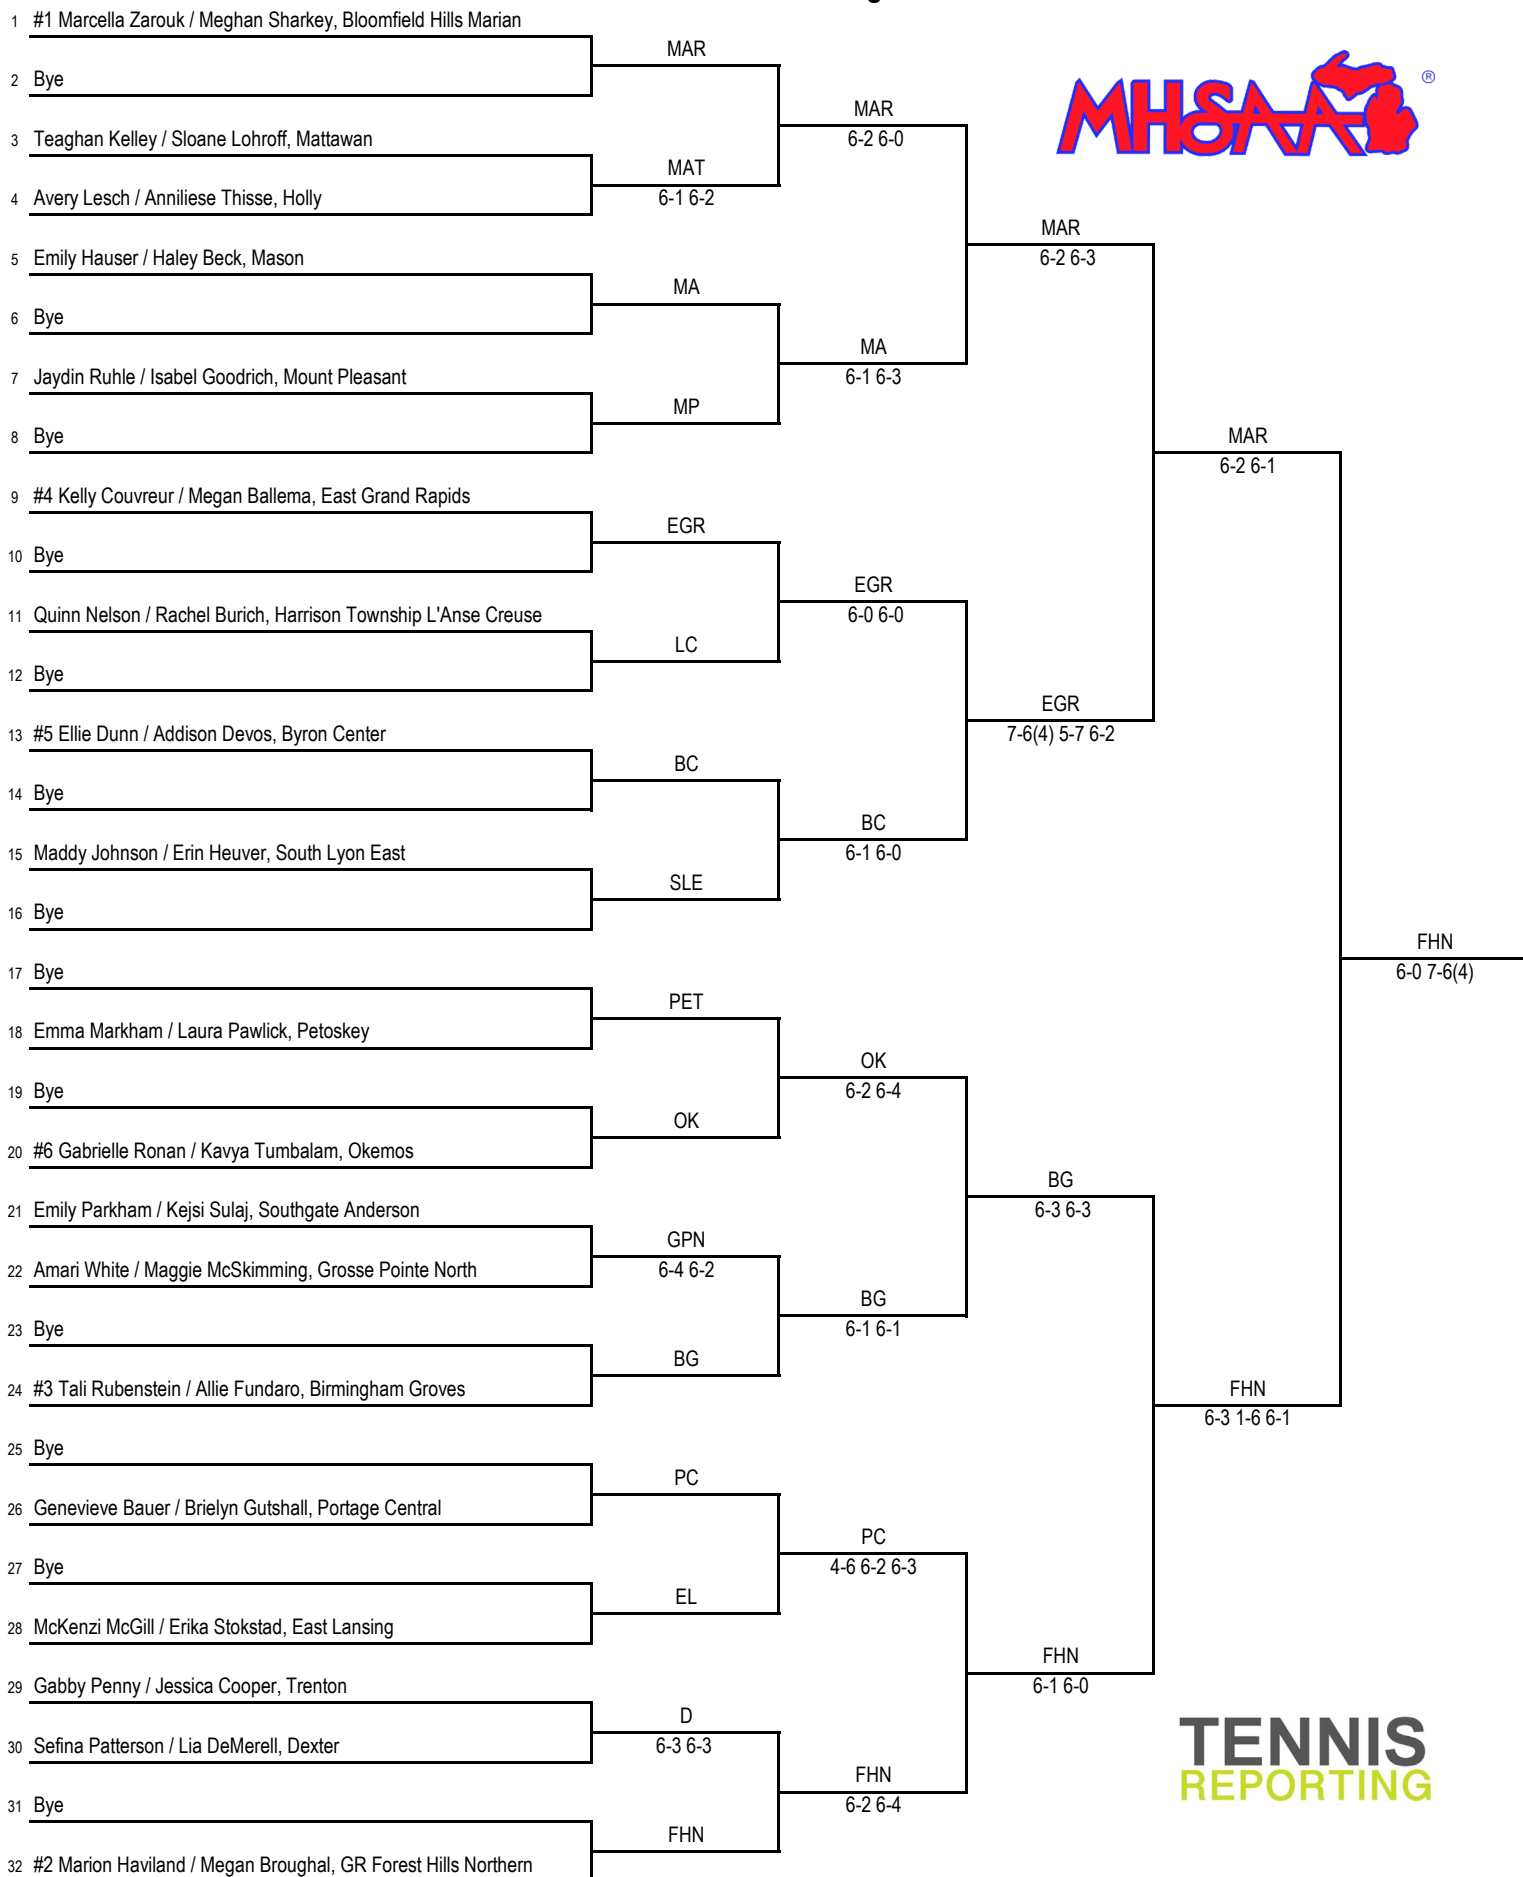 1 #1 Marcella Zarouk / Meghan Sharkey, Bloomfield Hills Marian
MAR
2 Bye
MAR
6-2 6-0
MHSAA ®
3 Teaghan Kelley / Sloane Lohroff, Mattawan
MAT
6-1 6-2
4 Avery Lesch / Anniliese Thisse, Holly
MAR
6-2 6-3
5 Emily Hauser / Haley Beck, Mason
MA
6 Bye
MA
6-1 6-3
7 Jaydin Ruhle / Isabel Goodrich, Mount Pleasant
MP
8 Bye
MAR
6-2 6-1
9 #4 Kelly Couvreur / Megan Ballema, East Grand Rapids
EGR
10 Bye
EGR
6-0 6-0
11 Quinn Nelson / Rachel Burich, Harrison Township L'Anse Creuse
LC
12 Bye
EGR
7-6(4) 5-7 6-2
13 #5 Ellie Dunn / Addison Devos, Byron Center
BC
14 Bye
BC
6-1 6-0
15 Maddy Johnson / Erin Heuver, South Lyon East
SLE
16 Bye
FHN
6-0 7-6(4)
17 Bye
PET
18 Emma Markham / Laura Pawlick, Petoskey
OK
6-2 6-4
19 Bye
OK
20 #6 Gabrielle Ronan / Kavya Tumbalam, Okemos
BG
6-3 6-3
21 Emily Parkham / Kejsi Sulaj, Southgate Anderson
GPN
6-4 6-2
22 Amari White / Maggie McSkimming, Grosse Pointe North
BG
6-1 6-1
23 Bye
BG
24 #3 Tali Rubenstein / Allie Fundaro, Birmingham Groves
FHN
6-3 1-6 6-1
25 Bye
PC
26 Genevieve Bauer / Brielyn Gutshall, Portage Central
PC
4-6 6-2 6-3
27 Bye
EL
28 McKenzi McGill / Erika Stokstad, East Lansing
FHN
6-1 6-0
29 Gabby Penny / Jessica Cooper, Trenton
D
6-3 6-3
30 Sefina Patterson / Lia DeMerell, Dexter
FHN
6-2 6-4
TENNIS
REPORTING
31 Bye
FHN
32 #2 Marion Haviland / Megan Broughal, GR Forest Hills Northern